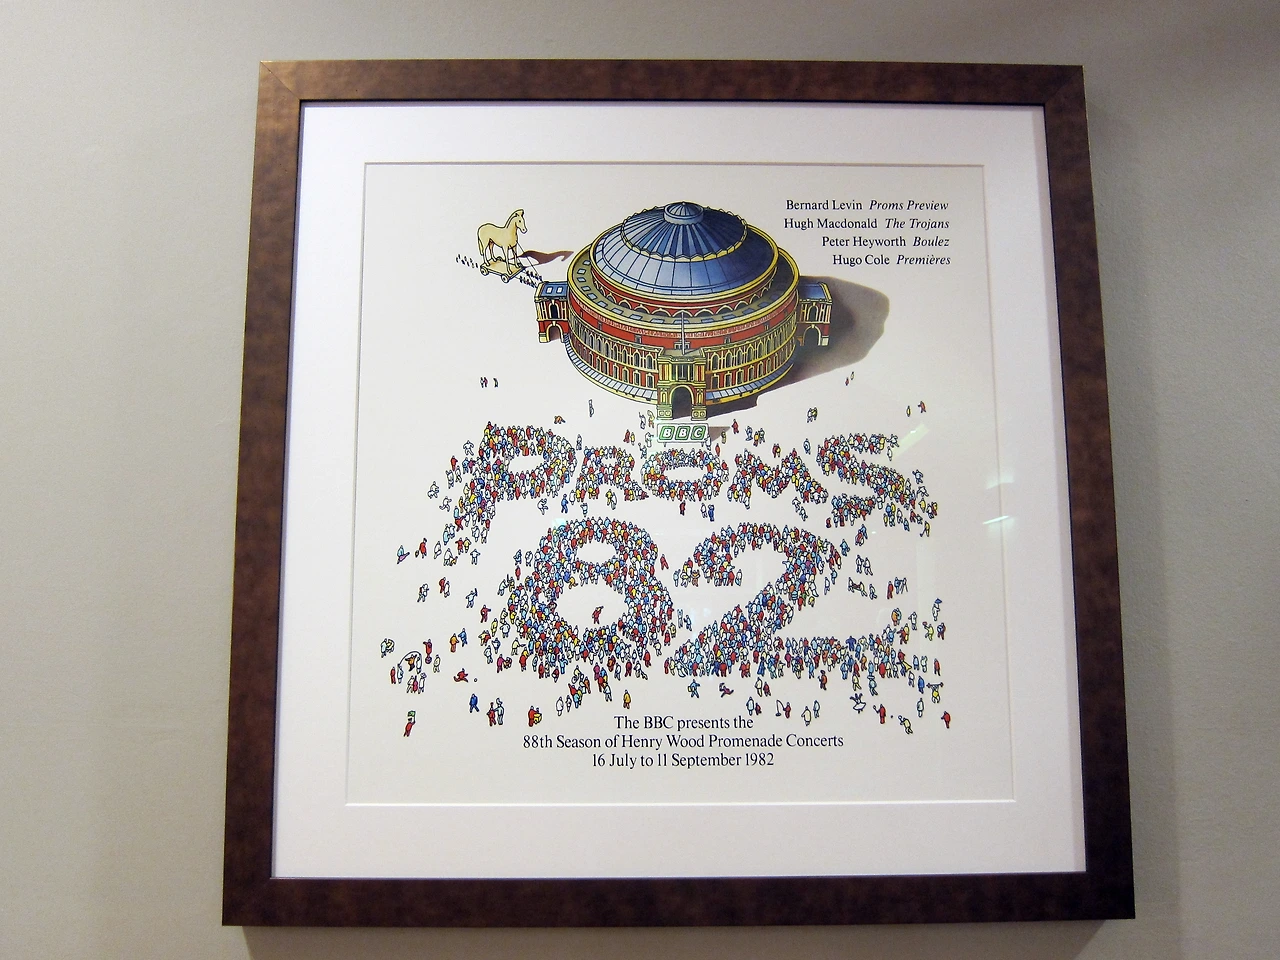 Bernard Levin Proms Preview
Hugh Macdonald The Trojans
Peter Heyworth Boulez
Hugo Cole Premières
BBC
PROMS
82
The BBC presents the
88th Season of Henry Wood Promenade Concerts
16 July to 11 September 1982